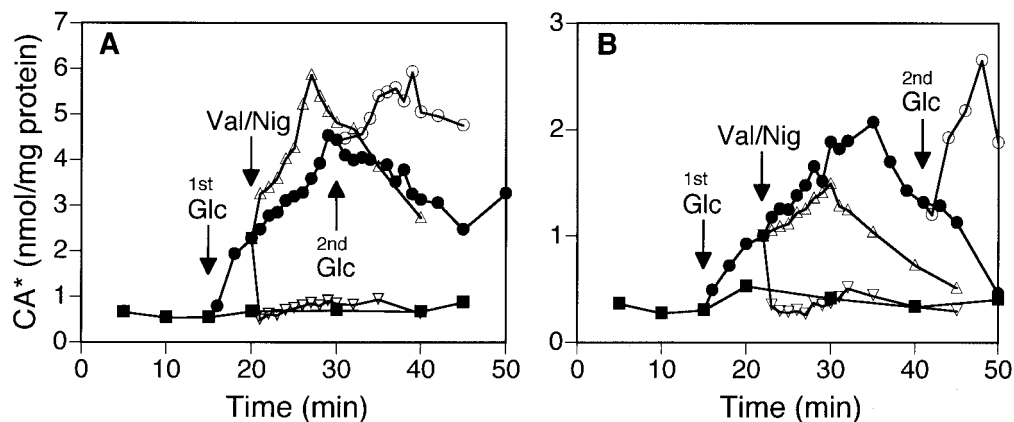 A
CA* (nmol/mg protein)
7
6
5
4
3
2
1
0
Val/Nig
1st
Glc
2nd
Glc
0 10 20 30 40 50
Time (min)
B
3
2
1
0
2nd
Glc
Val/Nig
1st
Glc
0 10 20 30 40 50
Time (min)